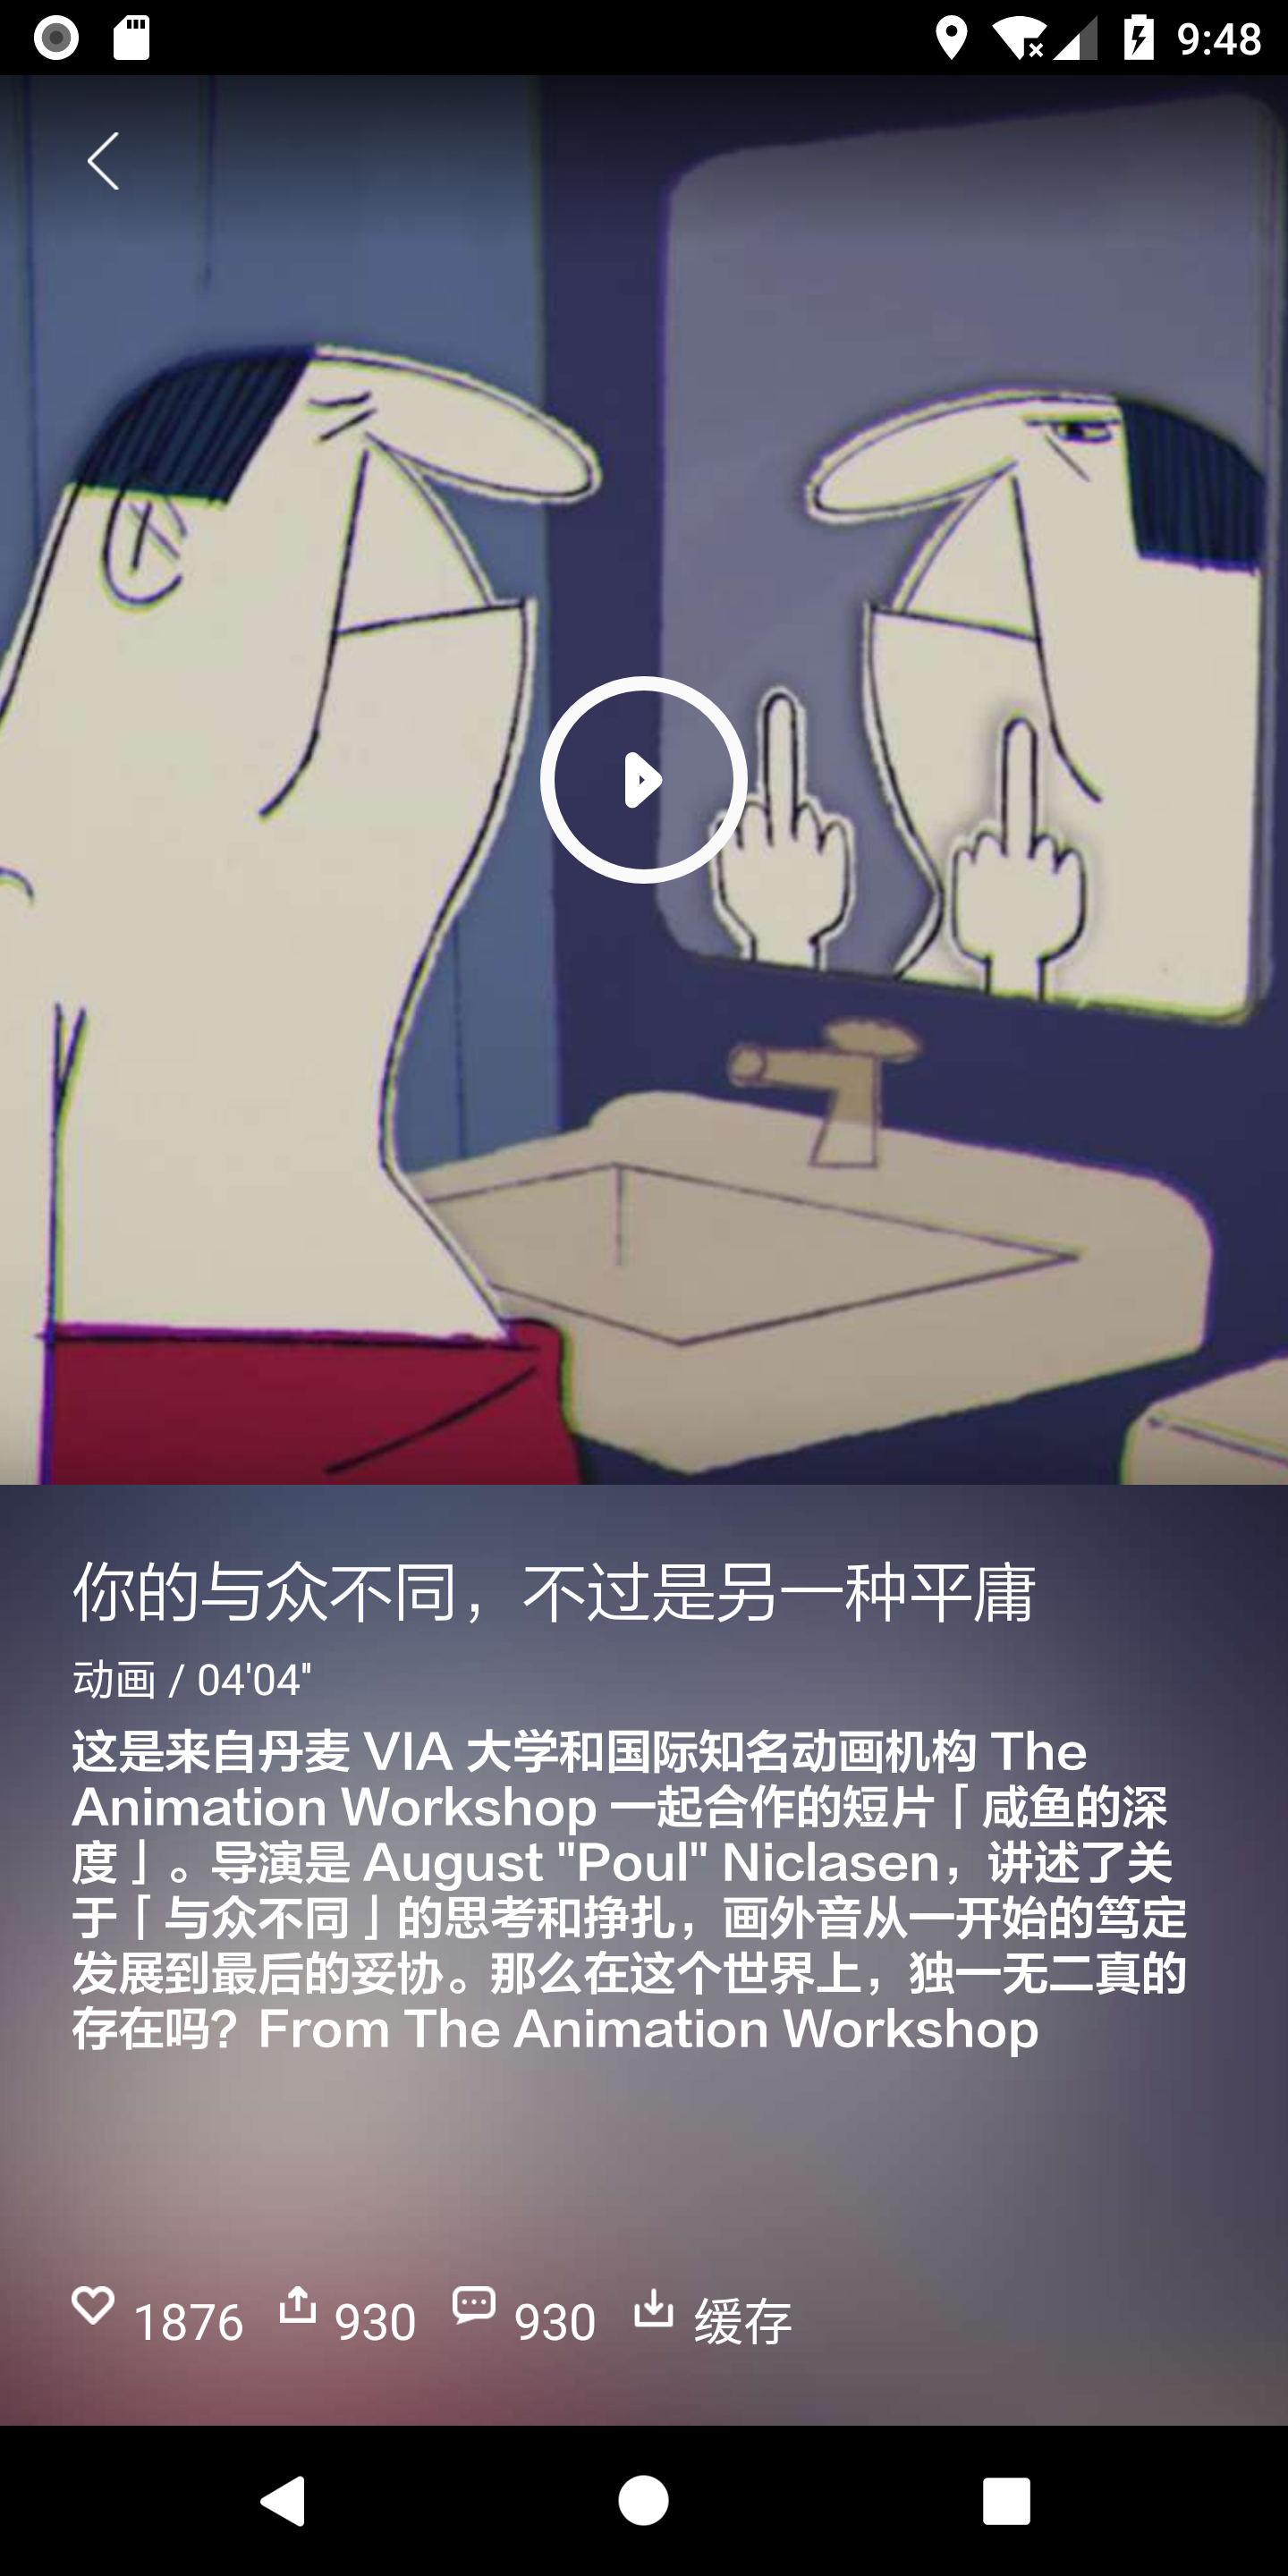 9:48
你的与众不同，不过是另一种平庸
动画 / 04'04"
这是来自丹麦 VIA 大学和国际知名动画机构 The
Animation Workshop 一起合作的短片「咸鱼的深
度」。导演是 August "Poul" Niclasen，讲述了关
于「与众不同」的思考和挣扎，画外音从一开始的笃定
发展到最后的妥协。那么在这个世界上，独一无二真的
存在吗？From The Animation Workshop
1876 930 930 缓存